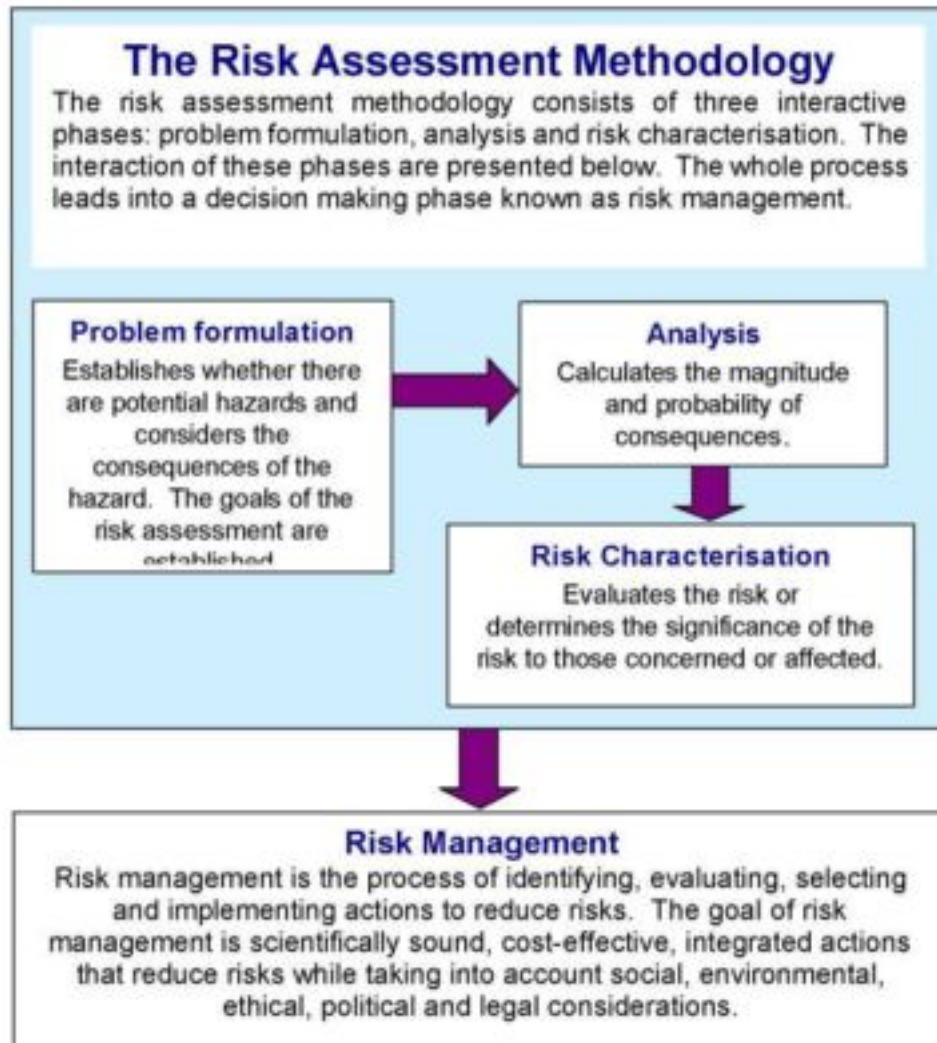 The Risk Assessment Methodology
The risk assessment methodology consists of three interactive
phases: problem formulation, analysis and risk characterisation. The
interaction of these phases are presented below. The whole process
leads into a decision making phase known as risk management.
Problem formulation
Establishes whether there
are potential hazards and
considers the
consequences of the
hazard. The goals of the
risk assessment are
established.
Analysis
Calculates the magnitude
and probability of
consequences.
Risk Characterisation
Evaluates the risk or
determines the significance of the
risk to those concerned or affected.
Risk Management
Risk management is the process of identifying, evaluating, selecting
and implementing actions to reduce risks. The goal of risk
management is scientifically sound, cost-effective, integrated actions
that reduce risks while taking into account social, environmental,
ethical, political and legal considerations.